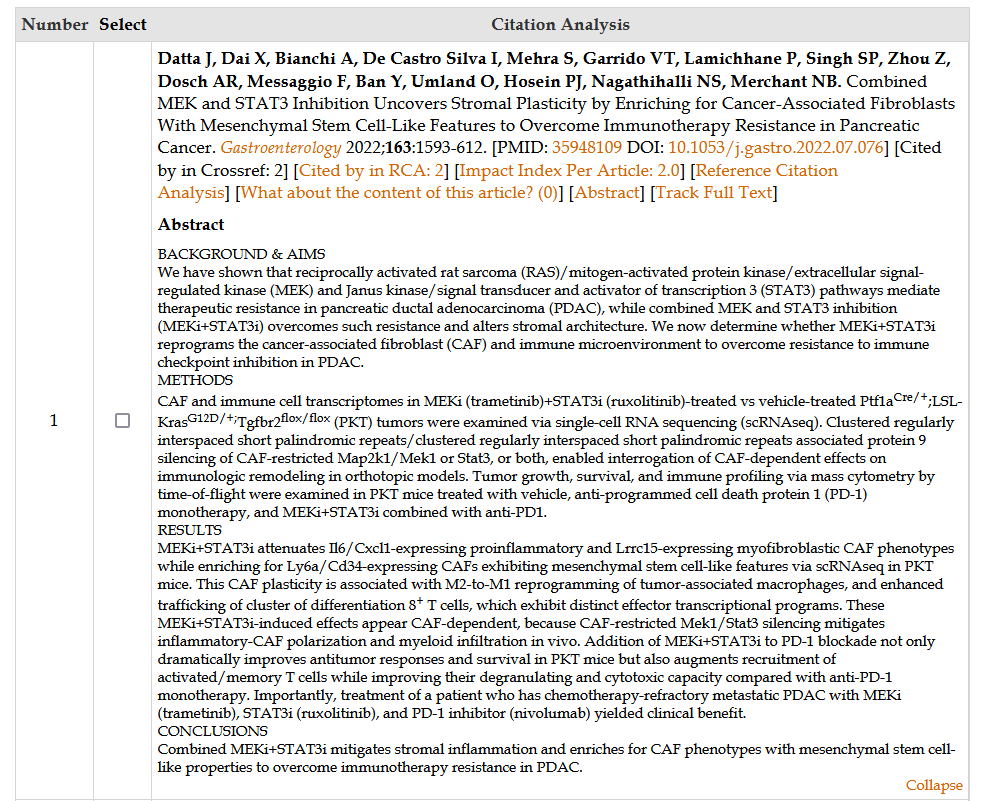 Number Select Citation Analysis
Datta J, Dai X, Bianchi A, De Castro Silva I, Mehra S, Garrido VT, Lamichhane P, Singh SP, Zhou Z,
Dosch AR, Messaggio F, Ban Y, Umland O, Hosein PJ, Nagathihalli NS, Merchant NB. Combined
MEK and STAT3 Inhibition Uncovers Stromal Plasticity by Enriching for Cancer-Associated Fibroblasts
With Mesenchymal Stem Cell-Like Features to Overcome Immunotherapy Resistance in Pancreatic
Cancer. Gastroenterology 2022;163:1593-612. [PMID: 35948109 DOI: 10.1053/j.gastro.2022.07.076] [Cited
by in Crossref: 2] [Cited by in RCA: 2] [Impact Index Per Article: 2.0] [Reference Citation
Analysis] [What about the content of this article? (0)] [Abstract] [Track Full Text]
Abstract
BACKGROUND & AIMS
We have shown that reciprocally activated rat sarcoma (RAS)/mitogen-activated protein kinase/extracellular signal-
regulated kinase (MEK) and Janus kinase/signal transducer and activator of transcription 3 (STAT3) pathways mediate
therapeutic resistance in pancreatic ductal adenocarcinoma (PDAC), while combined MEK and STAT3 inhibition
(MEKi+STAT3i) overcomes such resistance and alters stromal architecture. We now determine whether MEKi+STAT3i
reprograms the cancer-associated fibroblast (CAF) and immune microenvironment to overcome resistance to immune
checkpoint inhibition in PDAC.
METHODS
CAF and immune cell transcriptomes in MEKi (trametinib)+STAT3i (ruxolitinib)-treated vs vehicle-treated Ptf1aCre/+;LSL-
KrasG12D/+;Tgfbr2flox/flox (PKT) tumors were examined via single-cell RNA sequencing (scRNAseq). Clustered regularly
interspaced short palindromic repeats/clustered regularly interspaced short palindromic repeats associated protein 9
silencing of CAF-restricted Map2k1/Mek1 or Stat3, or both, enabled interrogation of CAF-dependent effects on
immunologic remodeling in orthotopic models. Tumor growth, survival, and immune profiling via mass cytometry by
time-of-flight were examined in PKT mice treated with vehicle, anti-programmed cell death protein 1 (PD-1)
monotherapy, and MEKi+STAT3i combined with anti-PD1.
RESULTS
MEKi+STAT3i attenuates Il6/Cxcl1-expressing proinflammatory and Lrrc15-expressing myofibroblastic CAF phenotypes
while enriching for Ly6a/Cd34-expressing CAFs exhibiting mesenchymal stem cell-like features via scRNAseq in PKT
mice. This CAF plasticity is associated with M2-to-M1 reprogramming of tumor-associated macrophages, and enhanced
trafficking of cluster of differentiation 8+ T cells, which exhibit distinct effector transcriptional programs. These
MEKi+STAT3i-induced effects appear CAF-dependent, because CAF-restricted Mek1/Stat3 silencing mitigates
inflammatory-CAF polarization and myeloid infiltration in vivo. Addition of MEKi+STAT3i to PD-1 blockade not only
dramatically improves antitumor responses and survival in PKT mice but also augments recruitment of
activated/memory T cells while improving their degranulating and cytotoxic capacity compared with anti-PD-1
monotherapy. Importantly, treatment of a patient who has chemotherapy-refractory metastatic PDAC with MEKi
(trametinib), STAT3i (ruxolitinib), and PD-1 inhibitor (nivolumab) yielded clinical benefit.
CONCLUSIONS
Combined MEKi+STAT3i mitigates stromal inflammation and enriches for CAF phenotypes with mesenchymal stem cell-
like properties to overcome immunotherapy resistance in PDAC.
Collapse
1